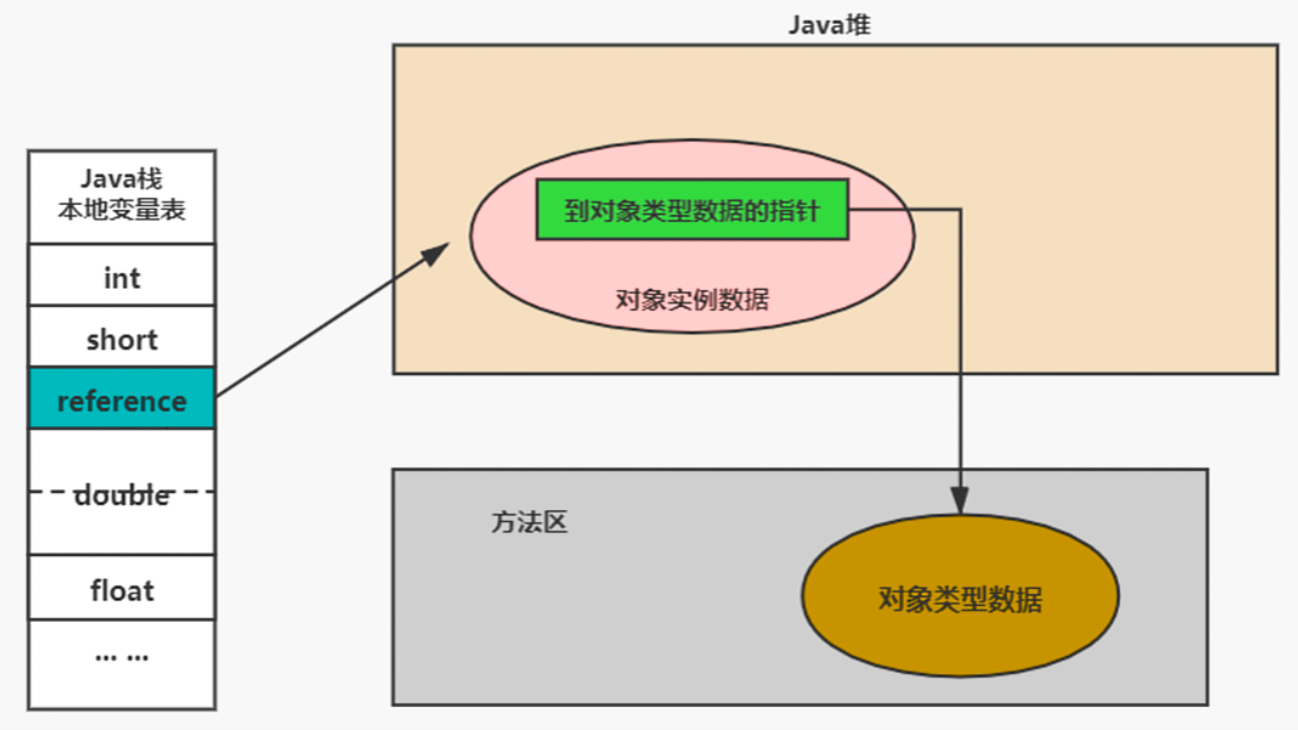 Java堆
Java栈
本地变量表
int
short
reference
double
float
... ...
到对象类型数据的指针
对象实例数据
方法区
对象类型数据